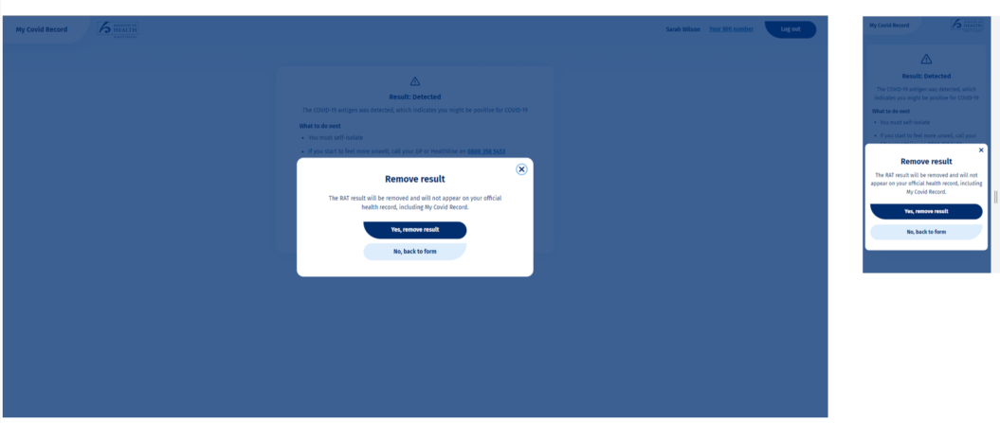 My Covid Record
MINISTRY OF
HEALTH
Sarah Wilson Your NHI number Log out
Result: Detected
The COVID-19 antigen was detected, which indicates you might be positive for COVID-19
What to do next
• You must self-isolate
• If you start to feel more unwell, call your GP or Healthline on 0800 358 5453
Remove result
The RAT result will be removed and will not appear on your official
health record, including My Covid Record.
Yes, remove result
No, back to form
My Covid Record
HEALTH
Result: Detected
The COVID-19 antigen was detected, which
indicates you might be positive for COVID-19
What to do next
• You must self-isolate
• If you start to feel more unwell, call your
Remove result
The RAT result will be removed and will not
appear on your official health record, including
My Covid Record.
Yes, remove result
No, back to form